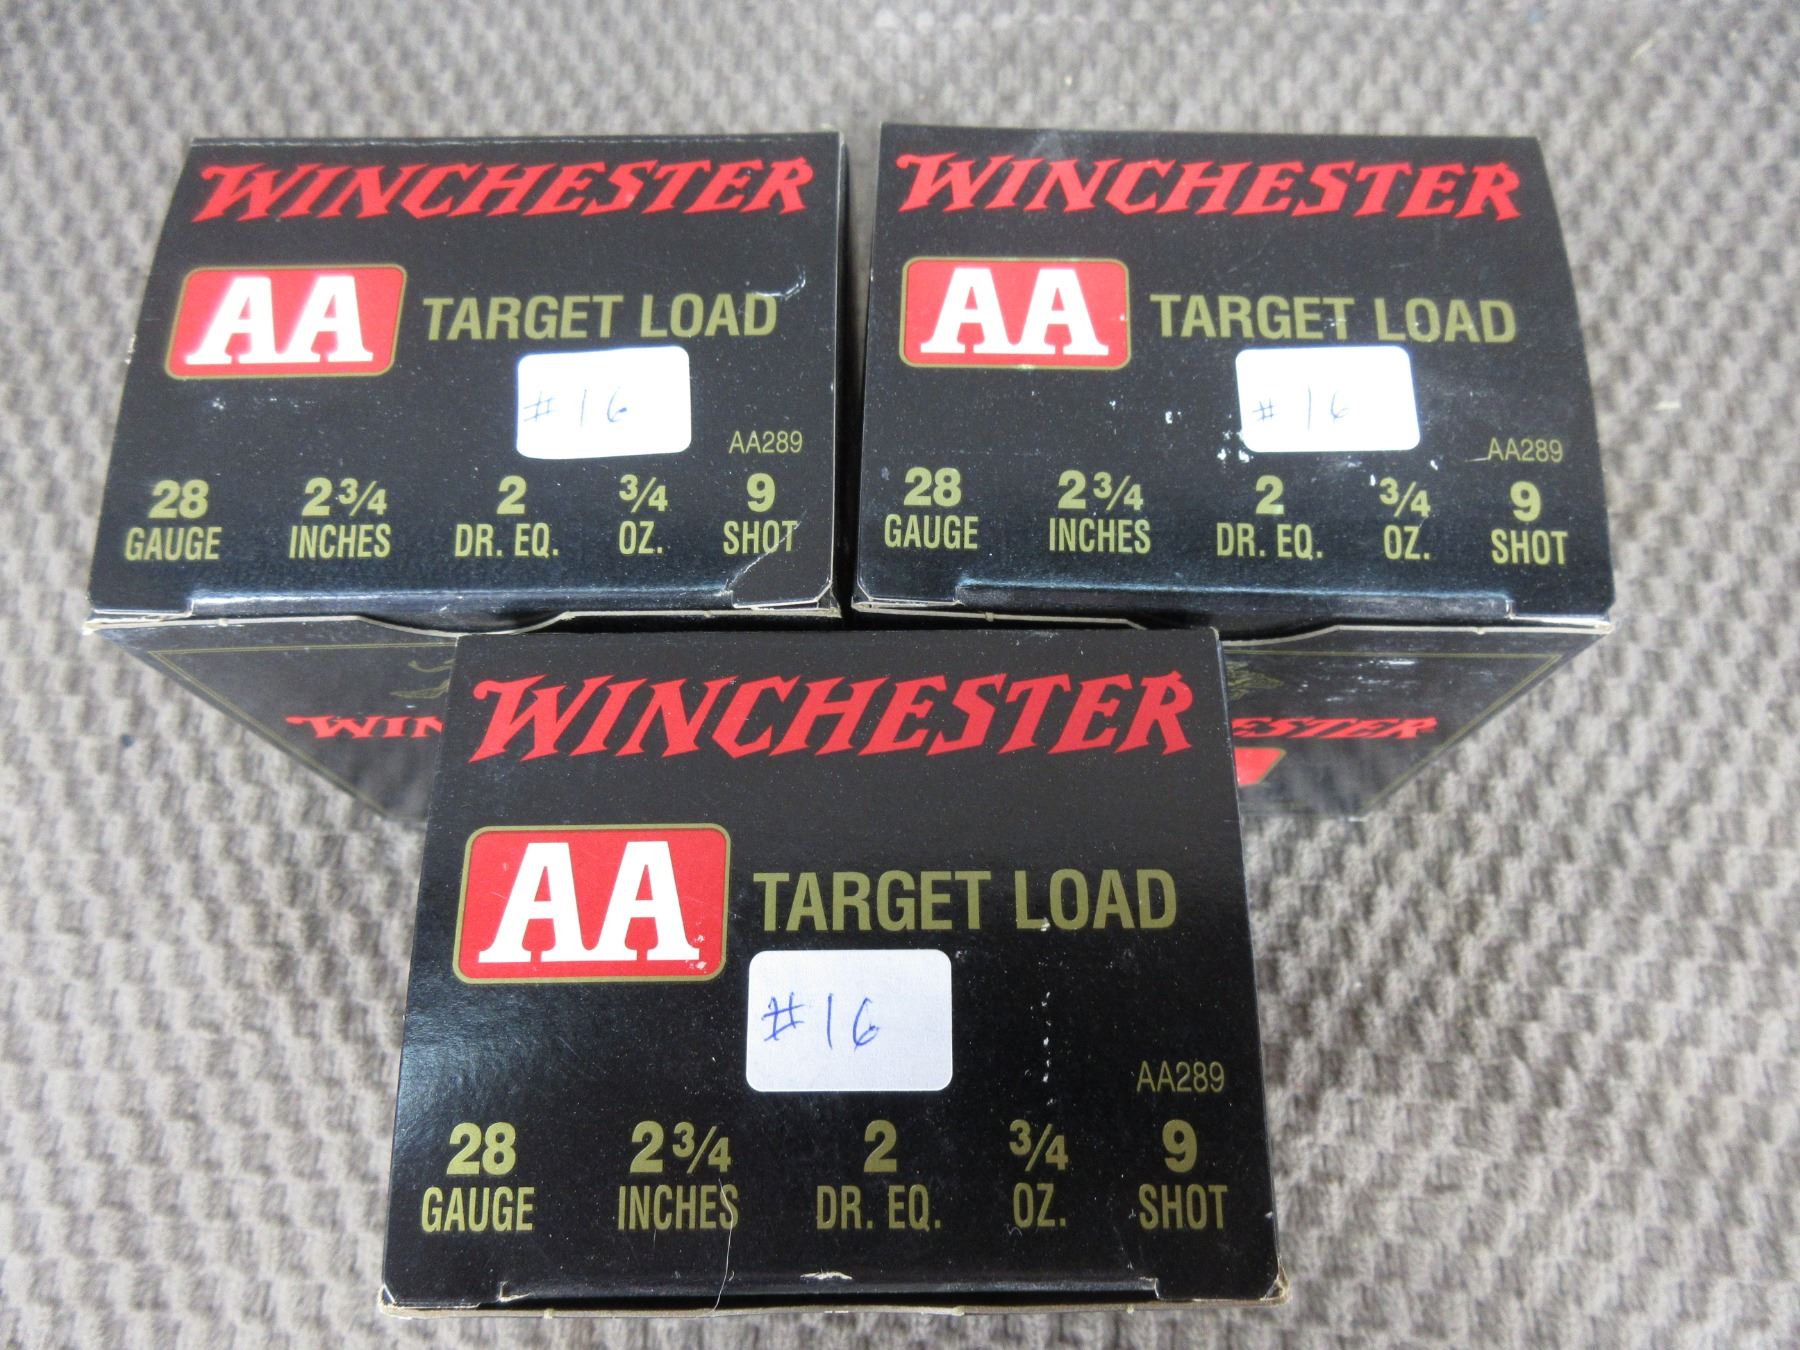 WINCHESTER
AA TARGET LOAD
#16
AA289
28 2 3/4 2 3/4 9
GAUGE INCHES DR. EQ. OZ. SHOT
WINCHESTER
AA TARGET LOAD
#16
AA289
28 2 3/4 2 3/4 9
GAUGE INCHES DR. EQ. OZ. SHOT
WIN
ESTER
WINCHESTER
AA TARGET LOAD
#16
AA289
28 2 3/4 2 3/4 9
GAUGE INCHES DR. EQ. OZ. SHOT